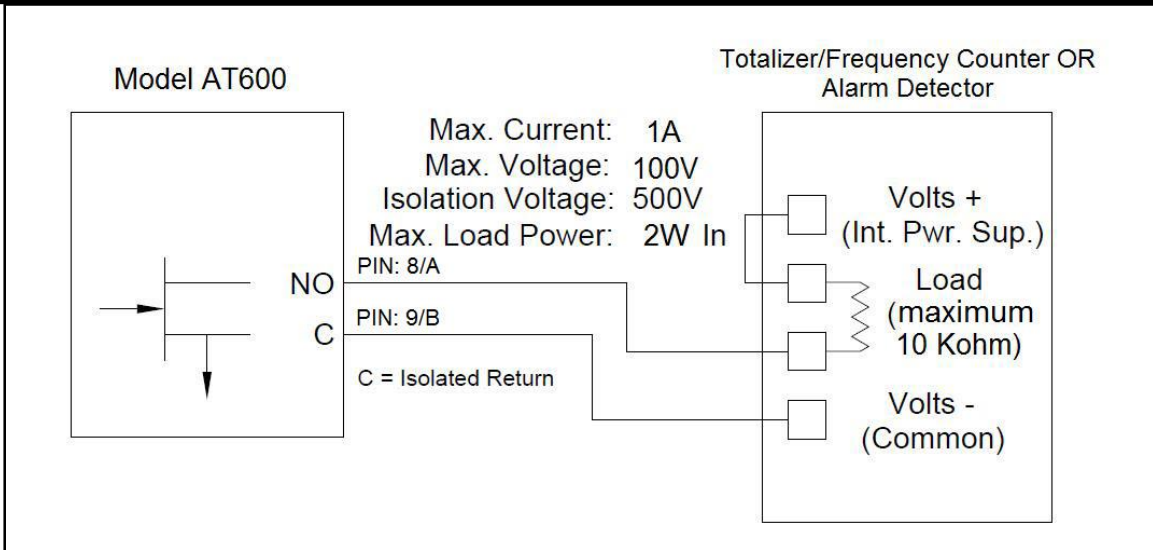 Model AT600
Totalizer/Frequency Counter OR
Alarm Detector
Max. Current: 1A
Max. Voltage: 100V
Isolation Voltage: 500V
Max. Load Power: 2W In
NO
PIN: 8/A
C
PIN: 9/B
C = Isolated Return
Volts +
(Int. Pwr. Sup.)
Load
(maximum
10 Kohm)
Volts -
(Common)